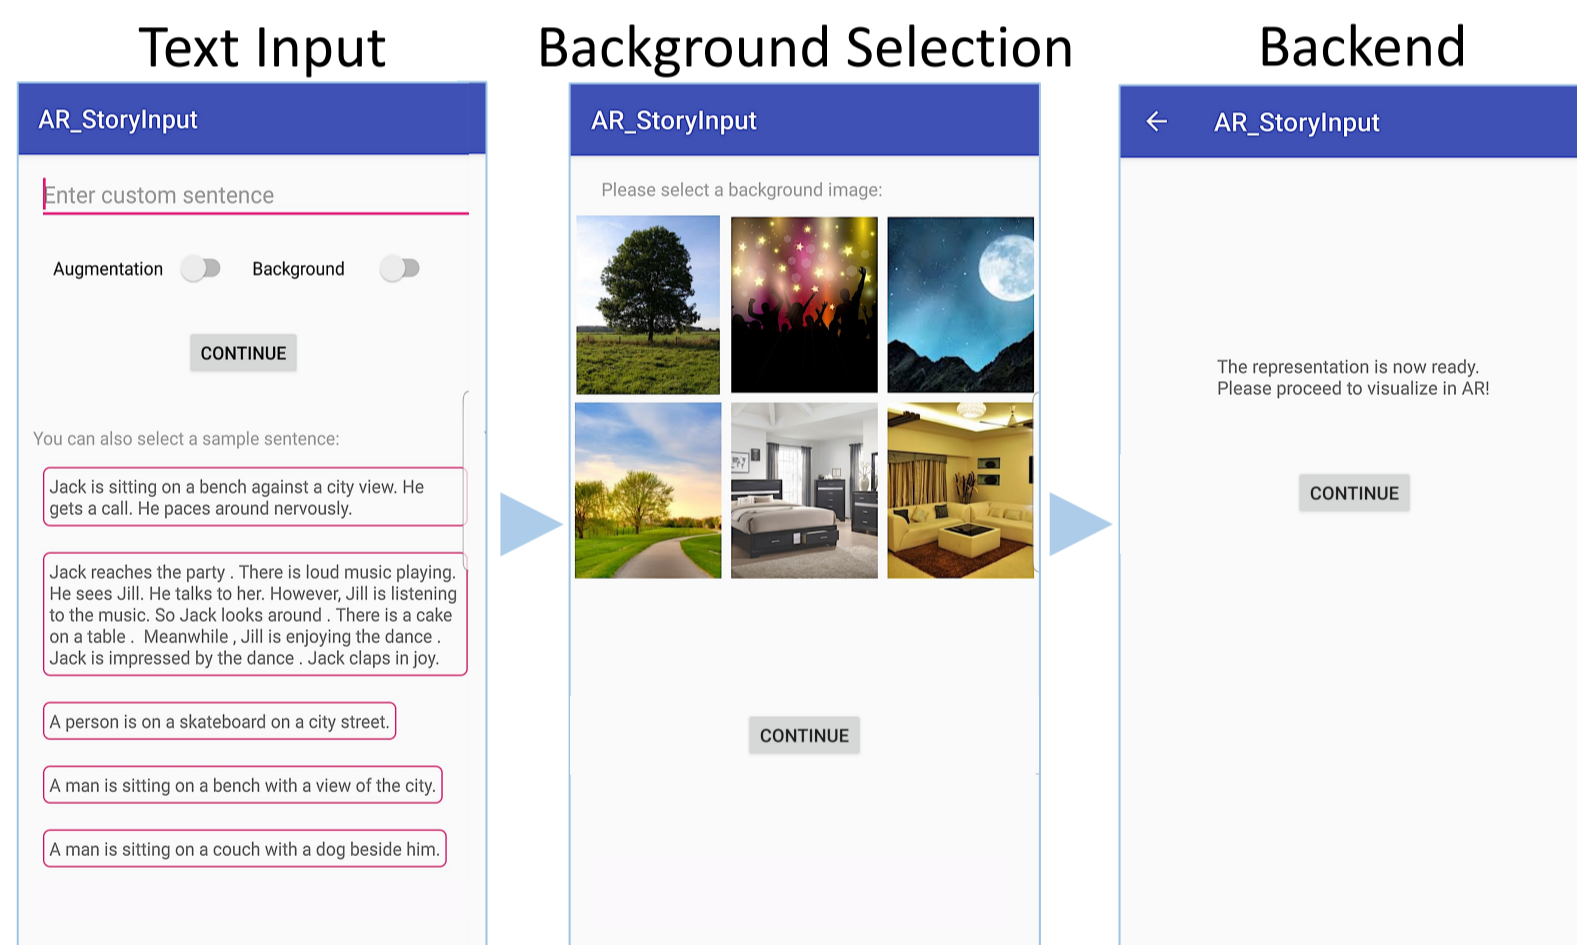 Text Input
AR_StoryInput
Enter custom sentence
Augmentation
Background
CONTINUE
You can also select a sample sentence:
Jack is sitting on a bench against a city view. He
gets a call. He paces around nervously.
Jack reaches the party . There is loud music playing.
He sees Jill. He talks to her. However, Jill is listening
to the music. So Jack looks around . There is a cake
on a table .  Meanwhile , Jill is enjoying the dance .
Jack is impressed by the dance . Jack claps in joy.
A person is on a skateboard on a city street.
A man is sitting on a bench with a view of the city.
A man is sitting on a couch with a dog beside him.
Background Selection
AR_StoryInput
Please select a background image:
CONTINUE
Backend
AR_StoryInput
The representation is now ready.
Please proceed to visualize in AR!
CONTINUE